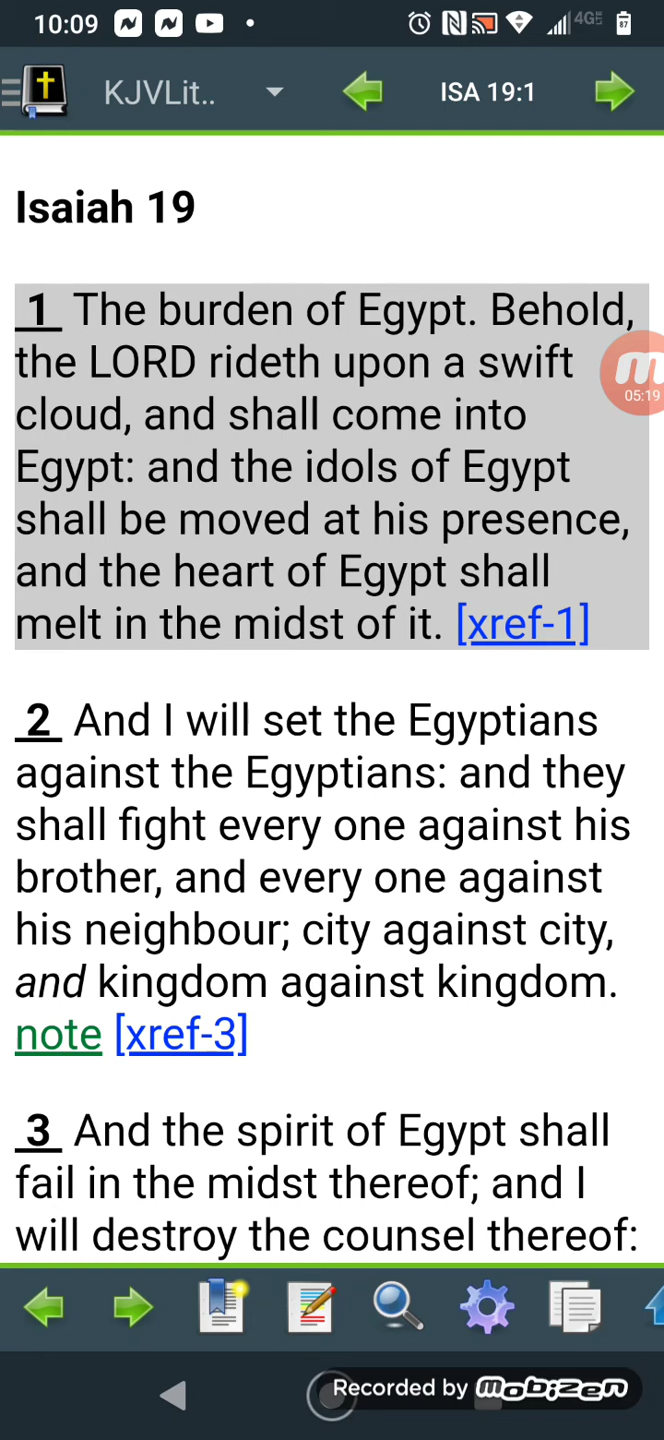 10:09 4GE 87
KJVLit.. ISA 19:1
Isaiah 19
1 The burden of Egypt. Behold,
the LORD rideth upon a swift
cloud, and shall come into
Egypt: and the idols of Egypt
shall be moved at his presence,
and the heart of Egypt shall
melt in the midst of it. [xref-1]
m
05:19
2 And I will set the Egyptians
against the Egyptians: and they
shall fight every one against his
brother, and every one against
his neighbour; city against city,
and kingdom against kingdom.
note [xref-3]
3 And the spirit of Egypt shall
fail in the midst thereof; and I
will destroy the counsel thereof:
Recorded by mobizen